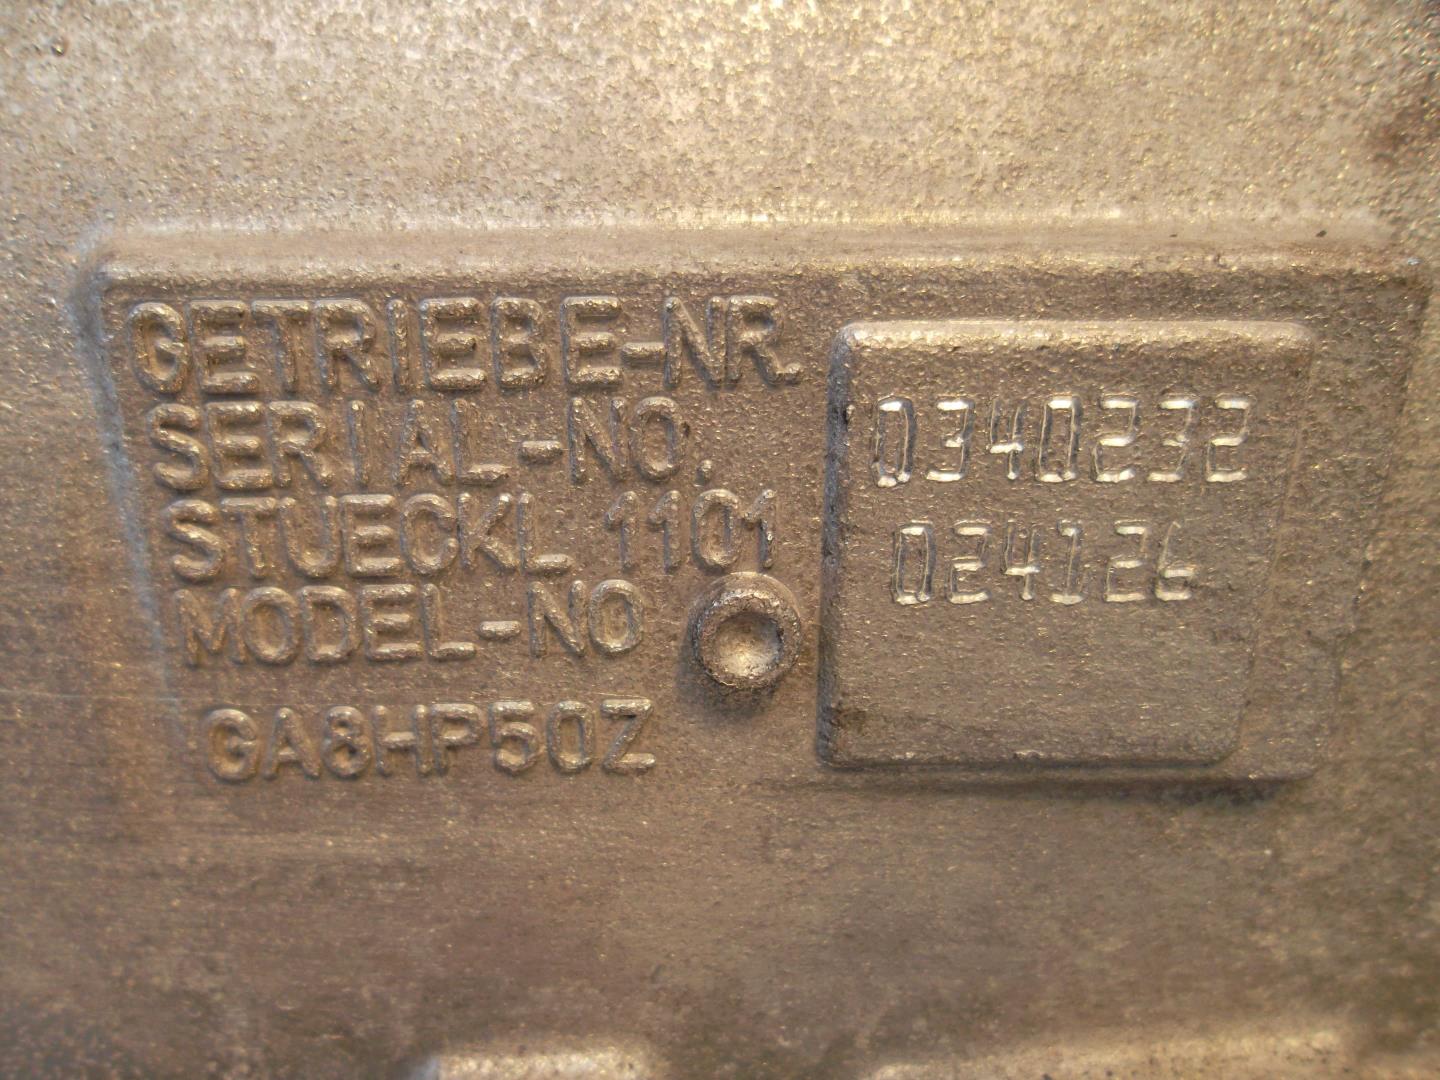 GETRIEBE-NR.
SERIAL-NO.
0340232
STUECKL 1101
024126
MODEL-NO
GA8HP50Z